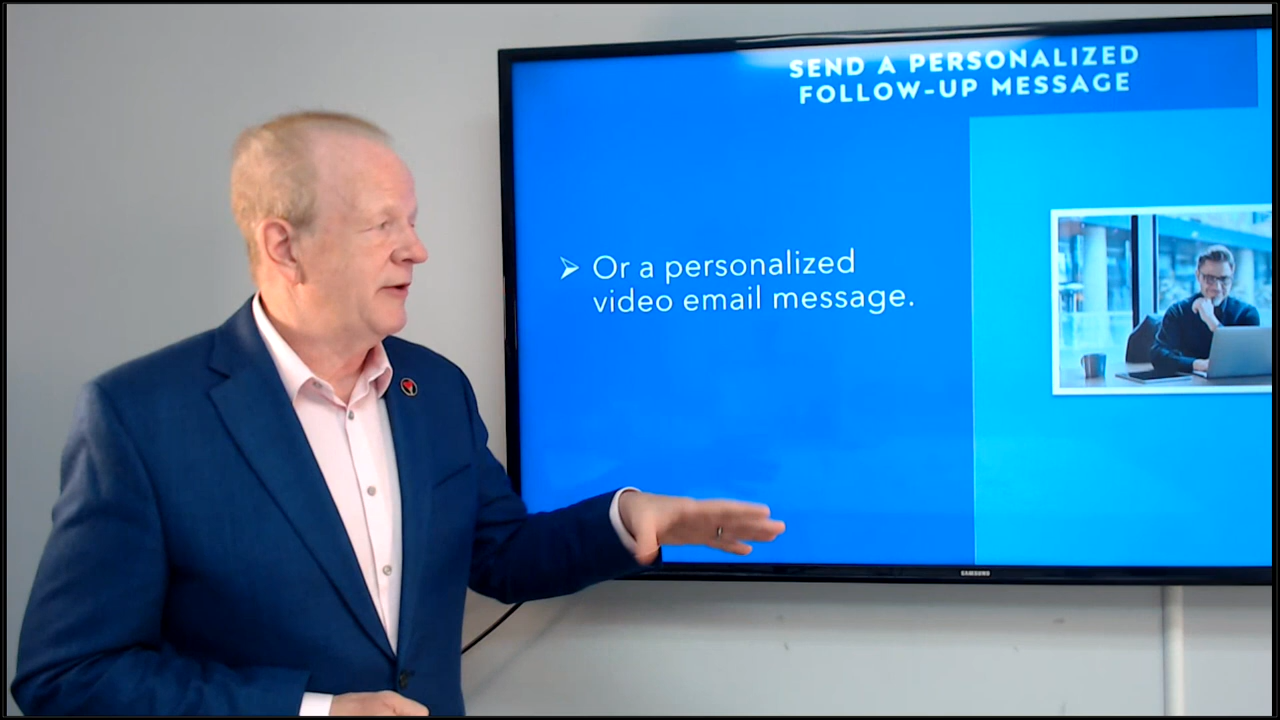 SEND A PERSONALIZED
FOLLOW-UP MESSAGE
Or a personalized
video email message.
SAMSUNG